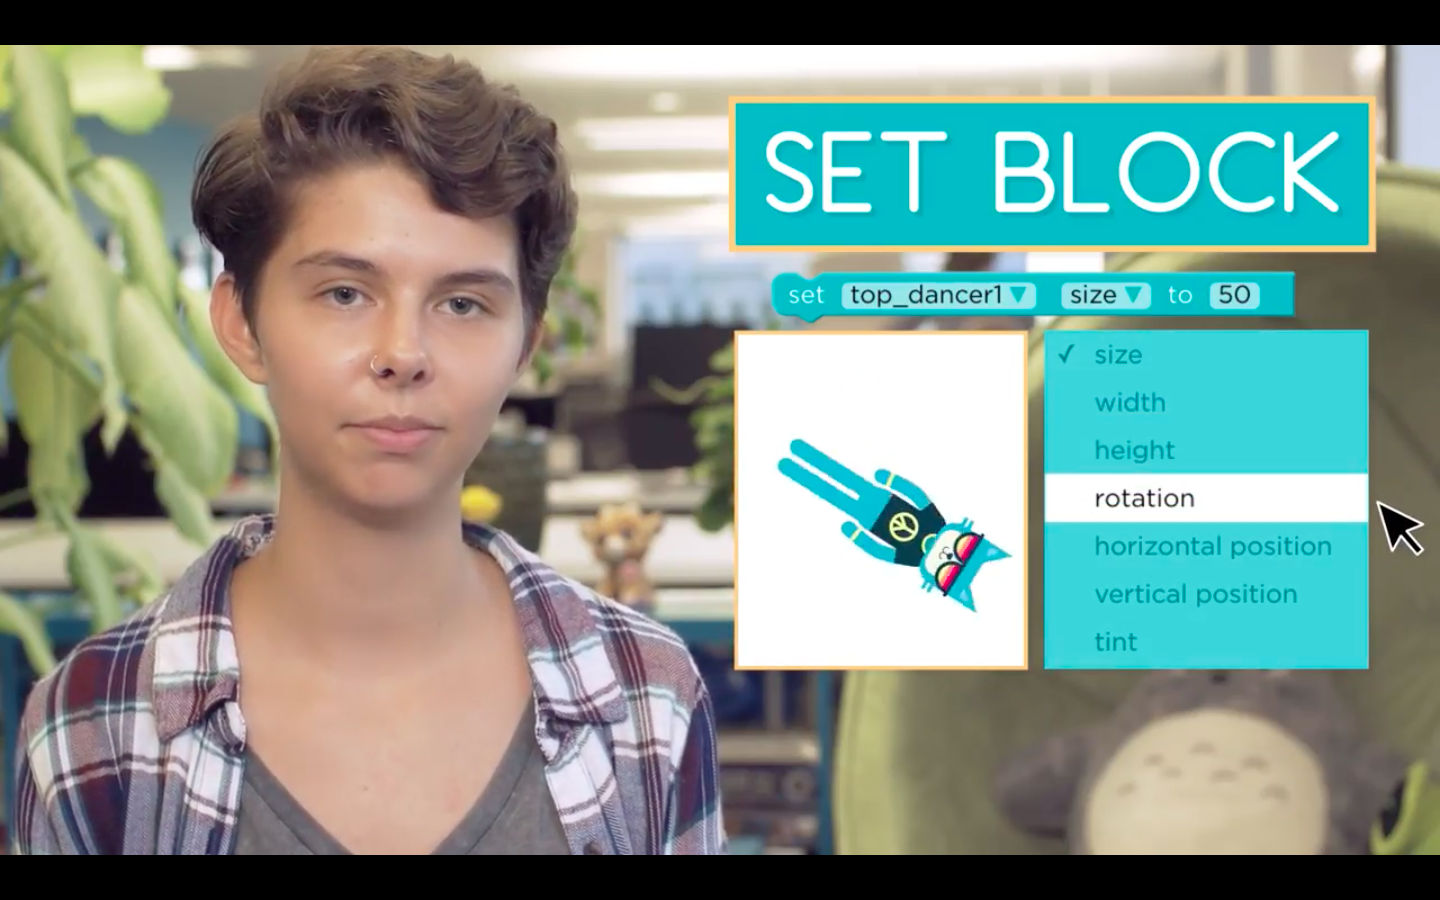 SET BLOCK
set top_dancer1 ▼ size ▼ to 50
✓ size
width
height
rotation
horizontal position
vertical position
tint